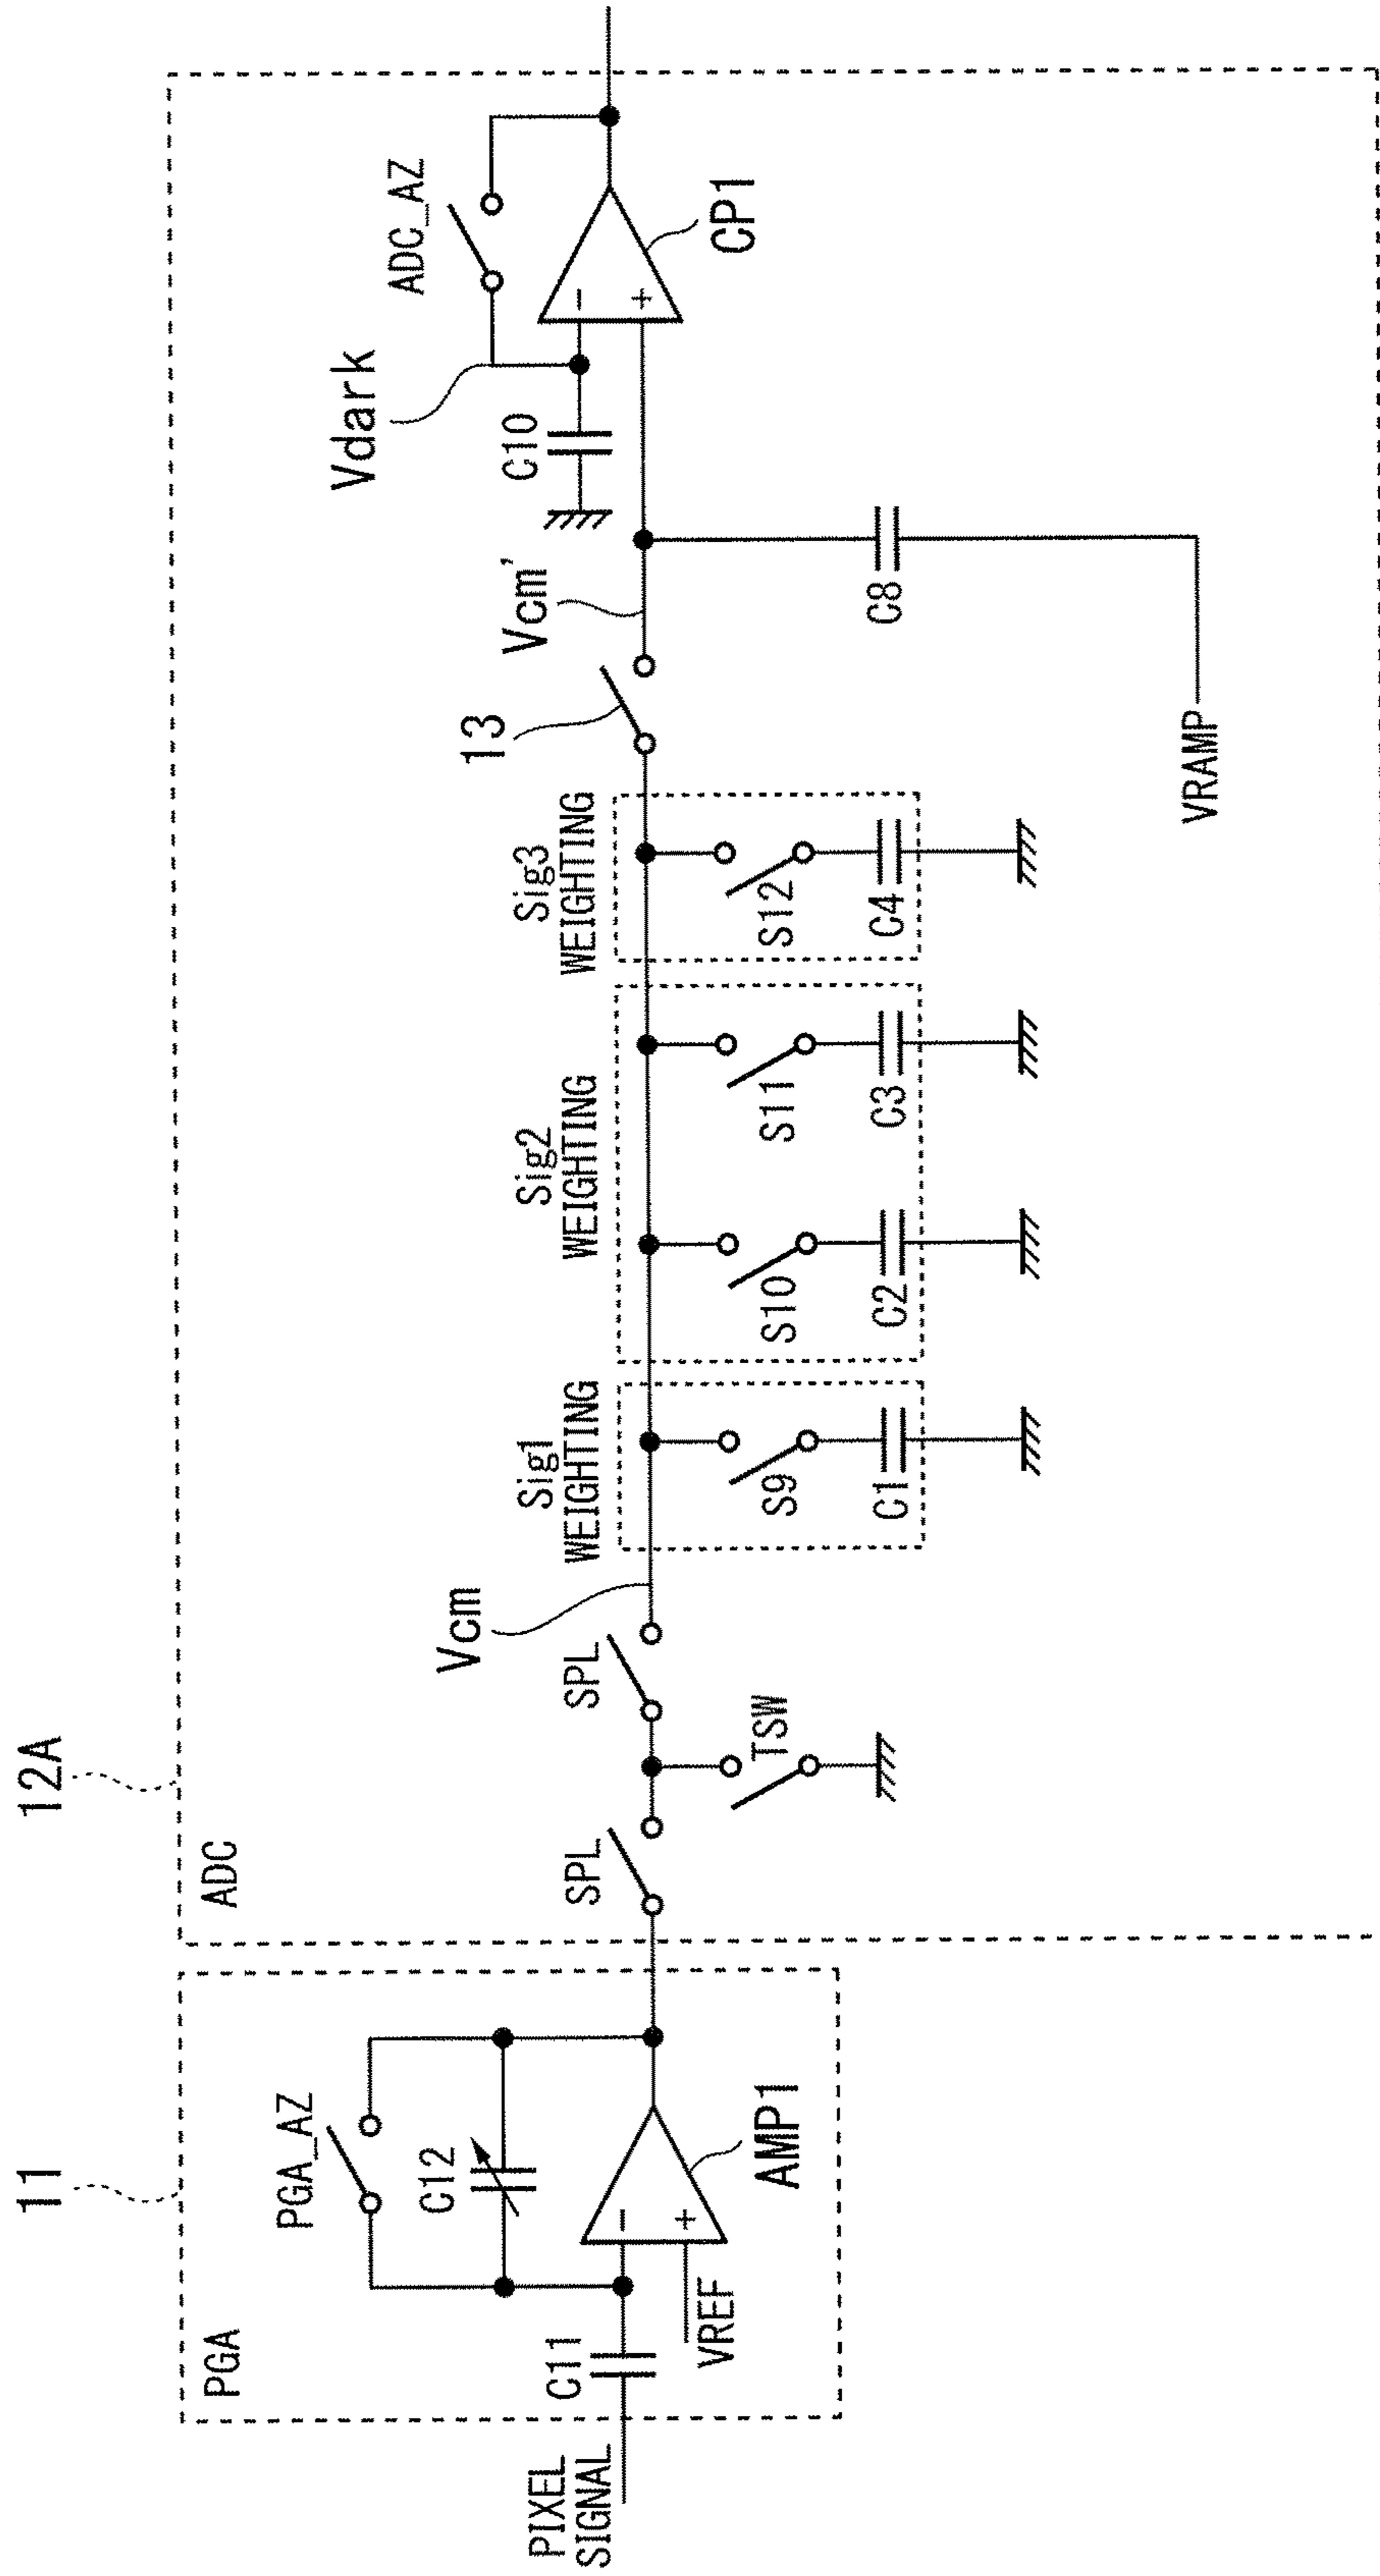 11
12A
PGA
ADC
PIXEL
SIGNAL
C11
VREF
PGA_AZ
C12
AMP1
SPL
TSW
SPL
Vcm
Sig1
WEIGHTING
S9
C1
Sig2
WEIGHTING
S10
C2
S11
C3
Sig3
WEIGHTING
S12
C4
13
Vcm'
C8
VRAMP
Vdark
C10
ADC_AZ
CP1
−
+
−
+